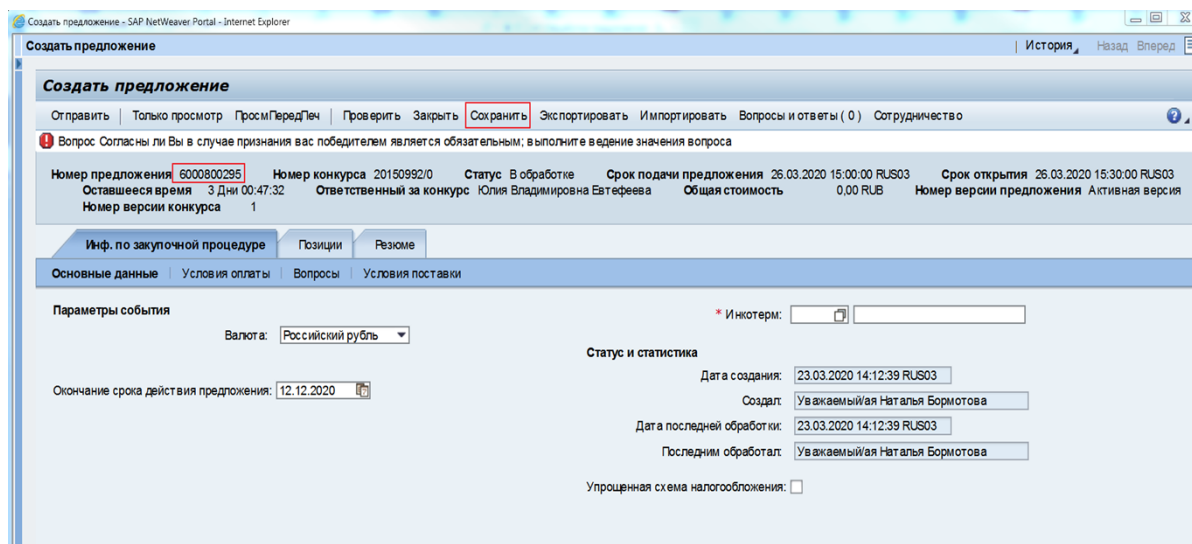 Создать предложение - SAP NetWeaver Portal - Internet Explorer
Создать предложение | История Назад Вперед
Создать предложение
Отправить | Только просмотр ПросмПередПеч | Проверить Закрыть Сохранить Экспортировать Импортировать Вопросы и ответы ( 0 ) Сотрудничество
Вопрос Согласны ли Вы в случае признания вас победителем является обязательным; выполните ведение значения вопроса
Номер предложения 6000800295 Номер конкурса 20150992/0 Статус В обработке Срок подачи предложения 26.03.2020 15:00:00 RUS03 Срок открытия 26.03.2020 15:30:00 RUS03
Оставшееся время 3 Дни 00:47:32 Ответственный за конкурс Юлия Владимировна Евтефеева Общая стоимость 0,00 RUB Номер версии предложения Активная версия
Номер версии конкурса 1
Инф. по закупочной процедуре Позиции Резюме
Основные данные | Условия оплаты | Вопросы | Условия поставки
Параметры события * Инкотерм:
Валюта: Российский рубль
Статус и статистика
Дата создания: 23.03.2020 14:12:39 RUS03
Окончание срока действия предложения: 12.12.2020
Создал: Уважаемый/ая Наталья Бормотова
Дата последней обработки: 23.03.2020 14:12:39 RUS03
Последним обработал: Уважаемый/ая Наталья Бормотова
Упрощенная схема налогообложения: